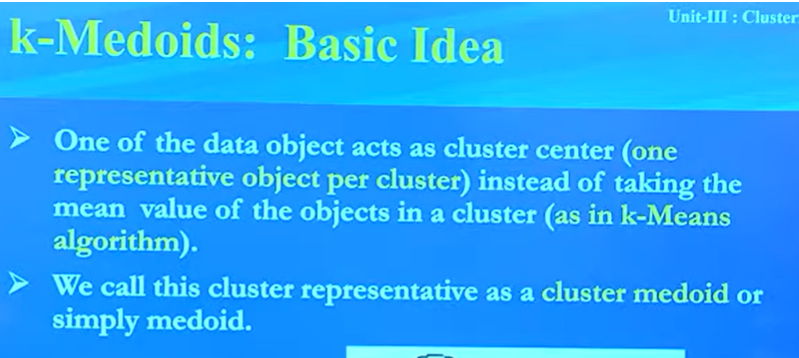 Unit-III : Cluster
k-Medoids: Basic Idea
➢ One of the data object acts as cluster center (one
representative object per cluster) instead of taking the
mean value of the objects in a cluster (as in k-Means
algorithm).
➢ We call this cluster representative as a cluster medoid or
simply medoid.